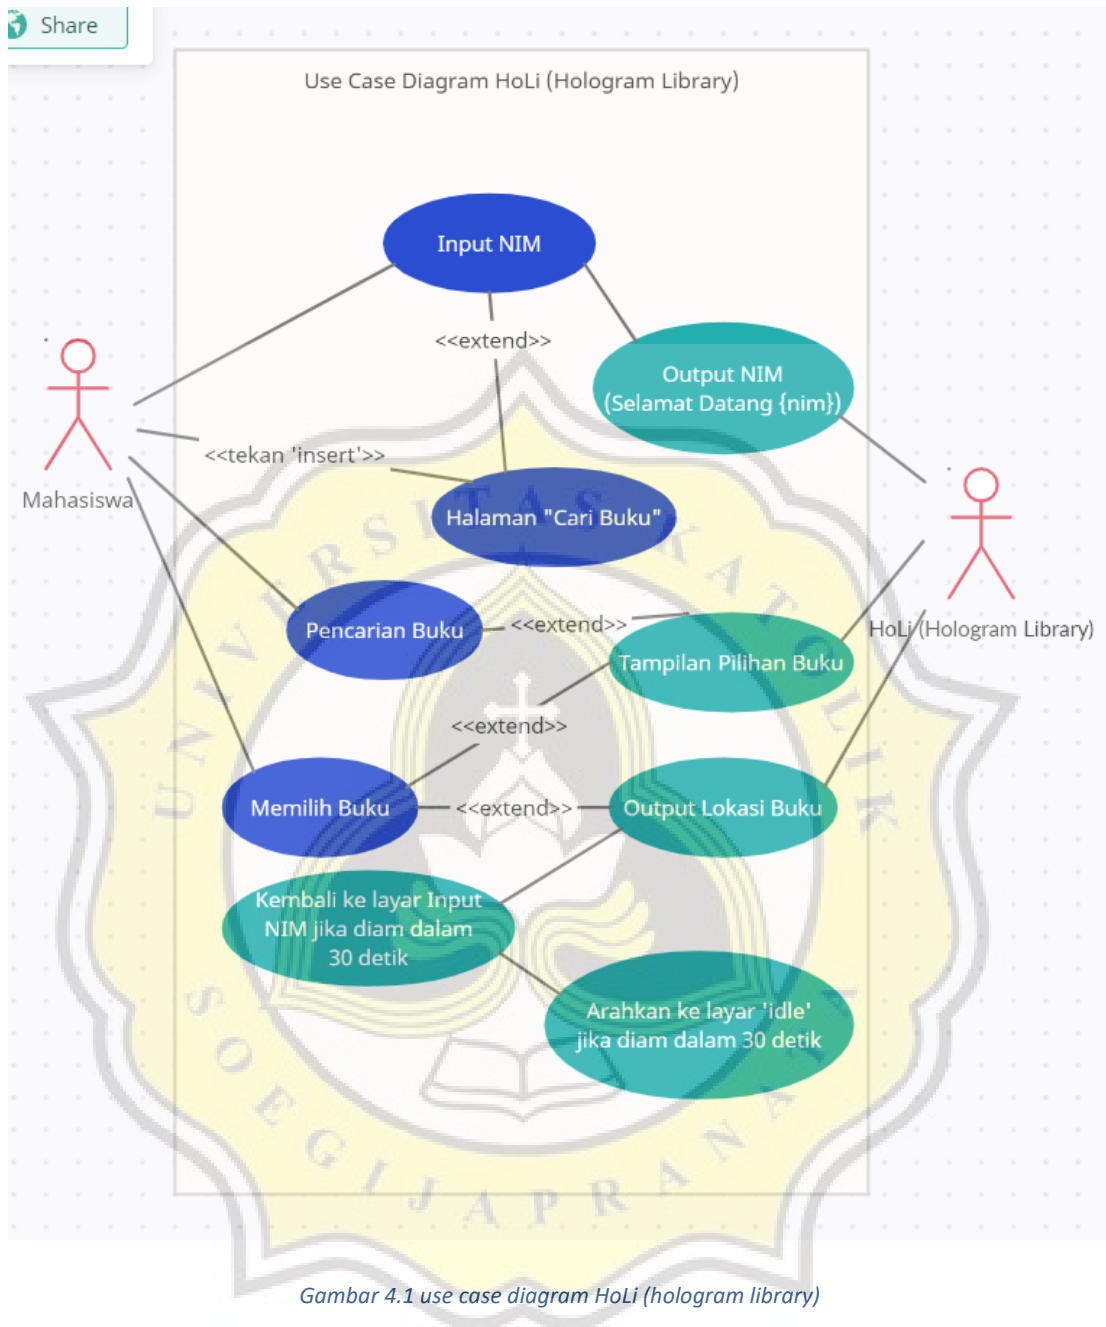 Share
Use Case Diagram HoLi (Hologram Library)
Input NIM
<<extend>>
Output NIM
(Selamat Datang {nim})
<<tekan 'insert'>>
Mahasiswa
Halaman "Cari Buku"
Pencarian Buku
<<extend>>
HoLi (Hologram Library)
Tampilan Pilihan Buku
<<extend>>
Memilih Buku
<<extend>>
Output Lokasi Buku
Kembali ke layar Input
NIM jika diam dalam
30 detik
Arahkan ke layar 'idle'
jika diam dalam 30 detik
UNIVERSITAS KATOLIK
SOEGIJAPRANATA
Gambar 4.1 use case diagram HoLi (hologram library)